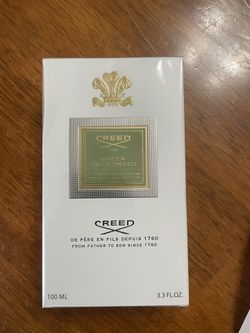 CREED
GREEN
IRISH TWEED
CREED
DE PÈRE EN FILS DEPUIS 1760
FROM FATHER TO SON SINCE 1760
100 ML
3.3 FL.OZ.